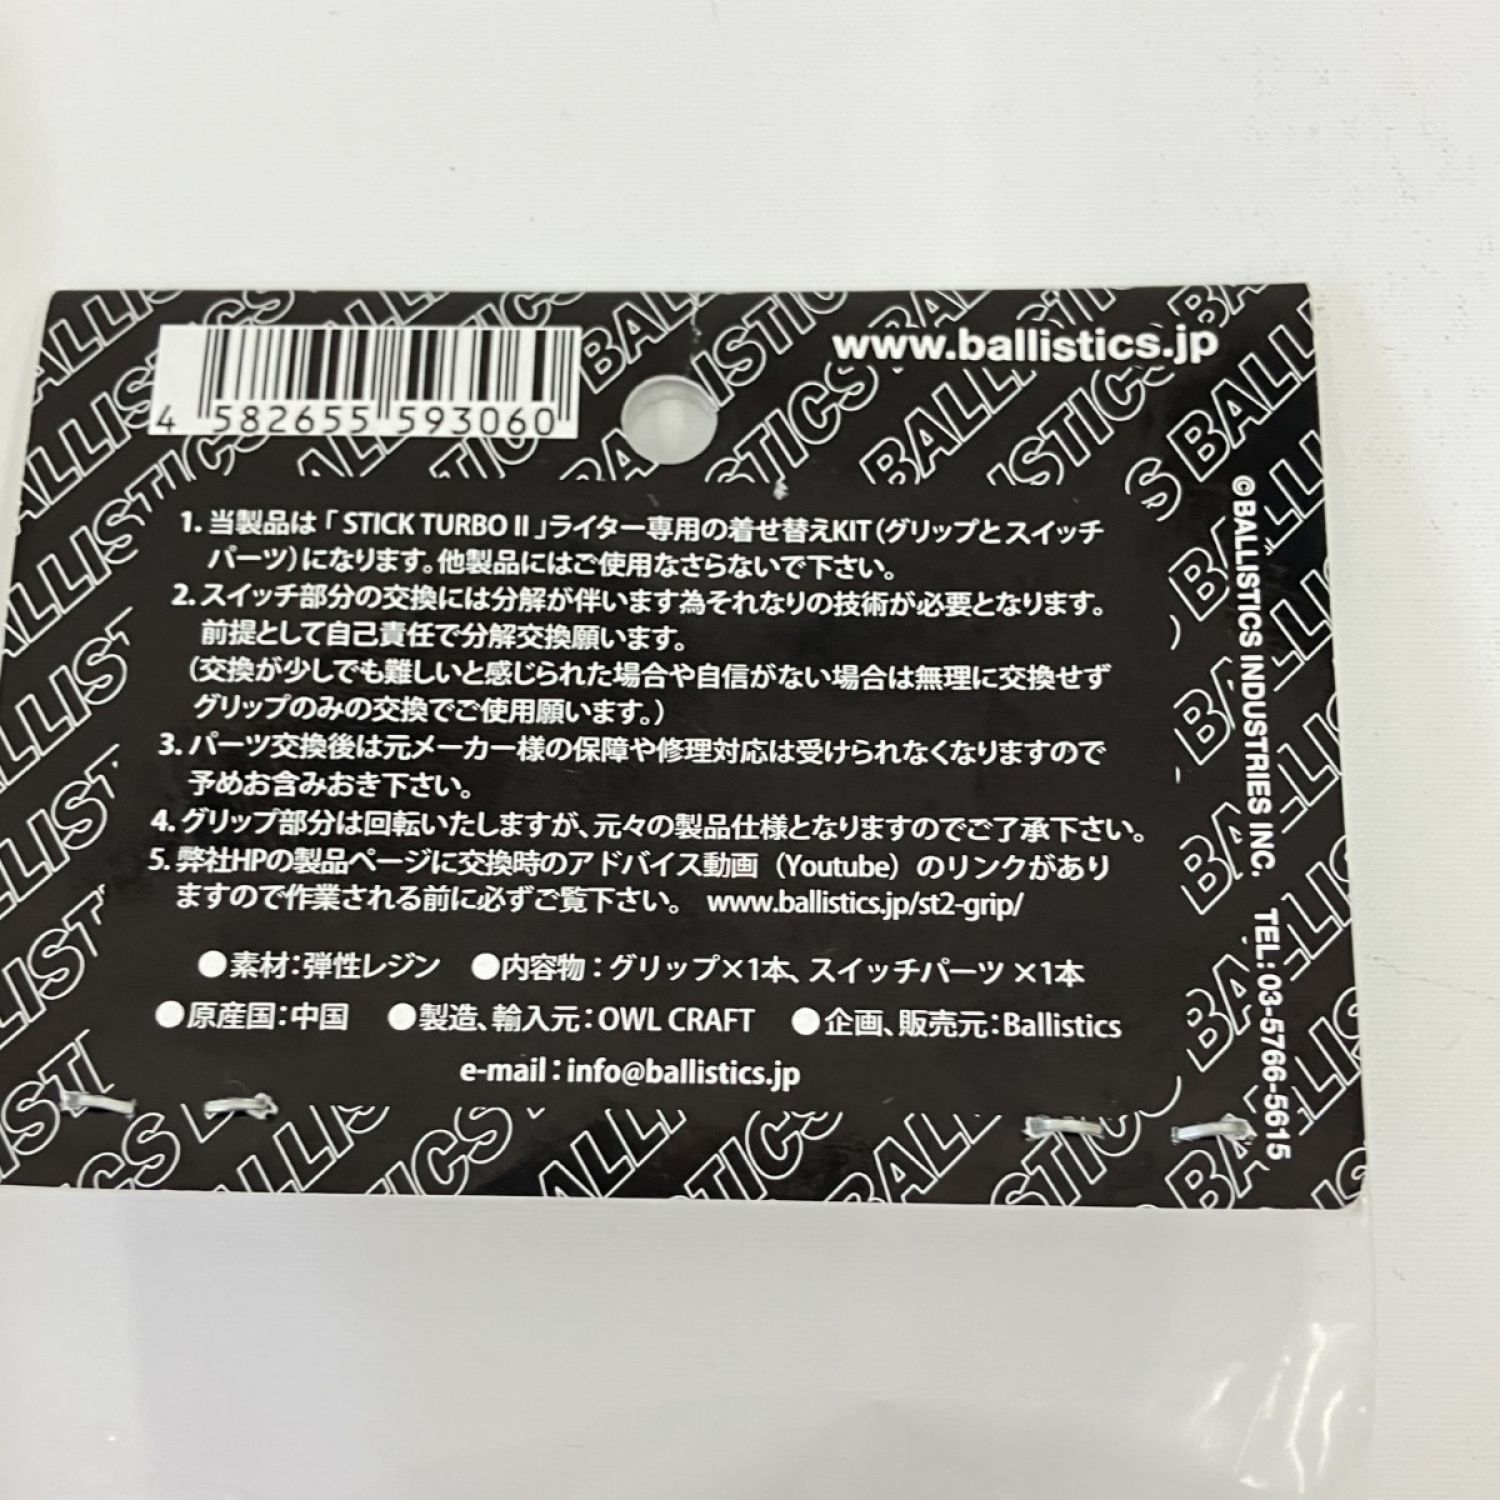 www.ballistics.jp
4 582655 593060
1. 当製品は「 STICK TURBO II 」ライター専用の着せ替えKIT（グリップとスイッチ
パーツ）になります。他製品にはご使用なさらないで下さい。
2. スイッチ部分の交換には分解が伴います為それなりの技術が必要となります。
前提として自己責任で分解交換願います。
（交換が少しでも難しいと感じられた場合や自信がない場合は無理に交換せず
グリップのみの交換でご使用願います。）
3. パーツ交換後は元メーカー様の保障や修理対応は受けられなくなりますので
予めお含みおき下さい。
4. グリップ部分は回転いたしますが、元々の製品仕様となりますのでご了承下さい。
5. 弊社HPの製品ページに交換時のアドバイス動画（Youtube）のリンクがあり
ますので作業される前に必ずご覧下さい。 www.ballistics.jp/st2-grip/
●素材：弾性レジン ●内容物：グリップ×1本、スイッチパーツ ×1本
●原産国：中国 ●製造、輸入元：OWL CRAFT ●企画、販売元：Ballistics
e-mail：info@ballistics.jp
©BALLISTICS INDUSTRIES INC. TEL：03-5766-5615